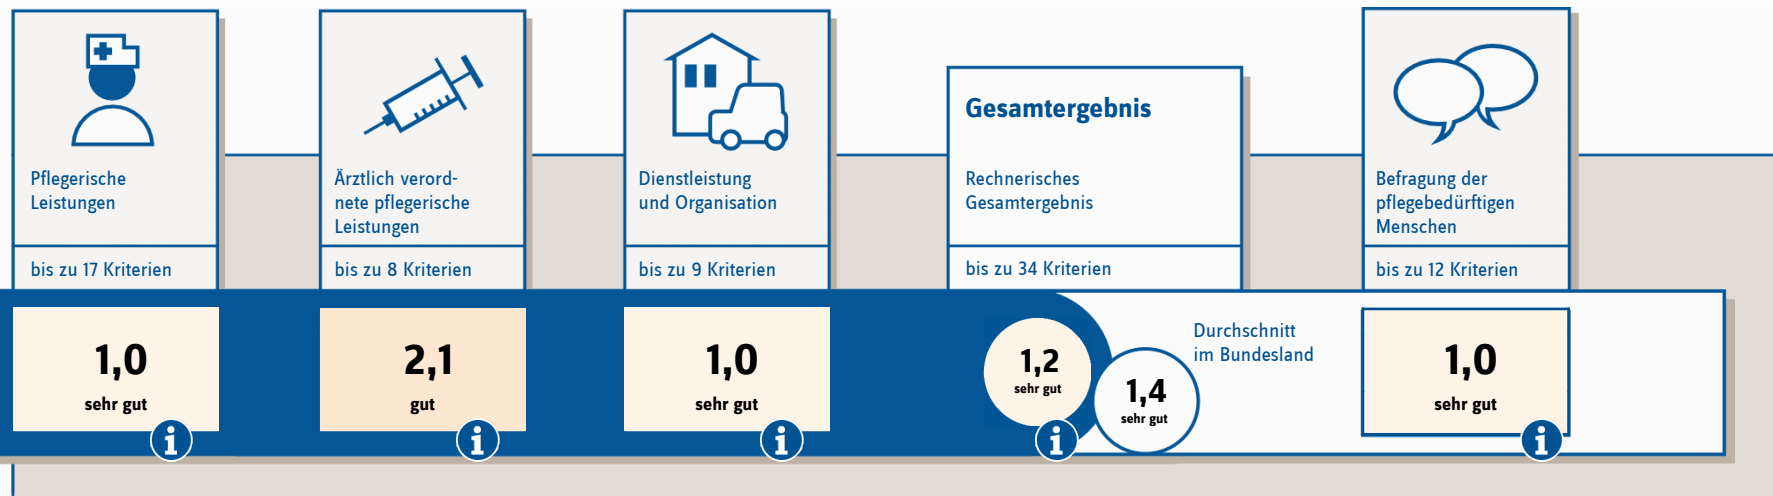 Pflegerische
Leistungen
bis zu 17 Kriterien
1,0
sehr gut
Ärztlich verord-
nete pflegerische
Leistungen
bis zu 8 Kriterien
2,1
gut
Dienstleistung
und Organisation
bis zu 9 Kriterien
1,0
sehr gut
Gesamtergebnis
Rechnerisches
Gesamtergebnis
bis zu 34 Kriterien
1,2
sehr gut
1,4
sehr gut
Durchschnitt
im Bundesland
Befragung der
pflegebedürftigen
Menschen
bis zu 12 Kriterien
1,0
sehr gut